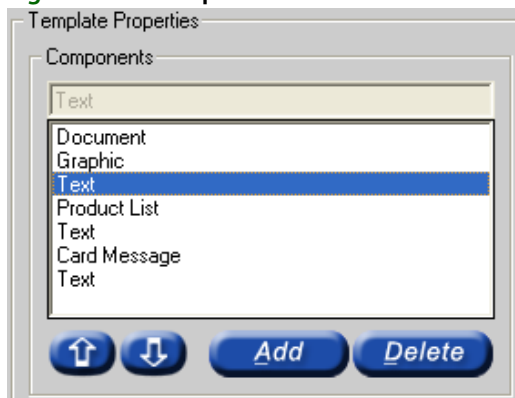 Template Properties
Components
Text
Document
Graphic
Text
Product List
Text
Card Message
Text
Add
Delete